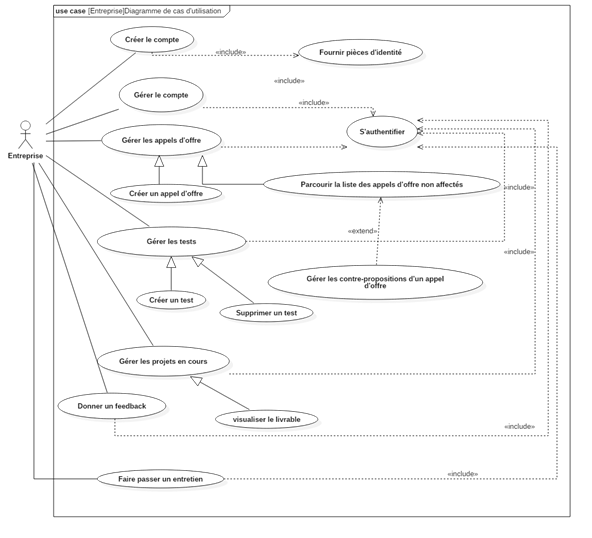 use case [Entreprise]Diagramme de cas d'utilisation
Créer le compte
«include»
Fournir pièces d'identité
«include»
Gérer le compte
«include»
S'authentifier
Gérer les appels d'offre
Entreprise
Créer un appel d'offre
Parcourir la liste des appels d'offre non affectés
«include»
«extend»
Gérer les tests
«include»
Gérer les contre-propositions d'un appel
d'offre
Créer un test
Supprimer un test
Gérer les projets en cours
Donner un feedback
visualiser le livrable
«include»
«include»
Faire passer un entretien